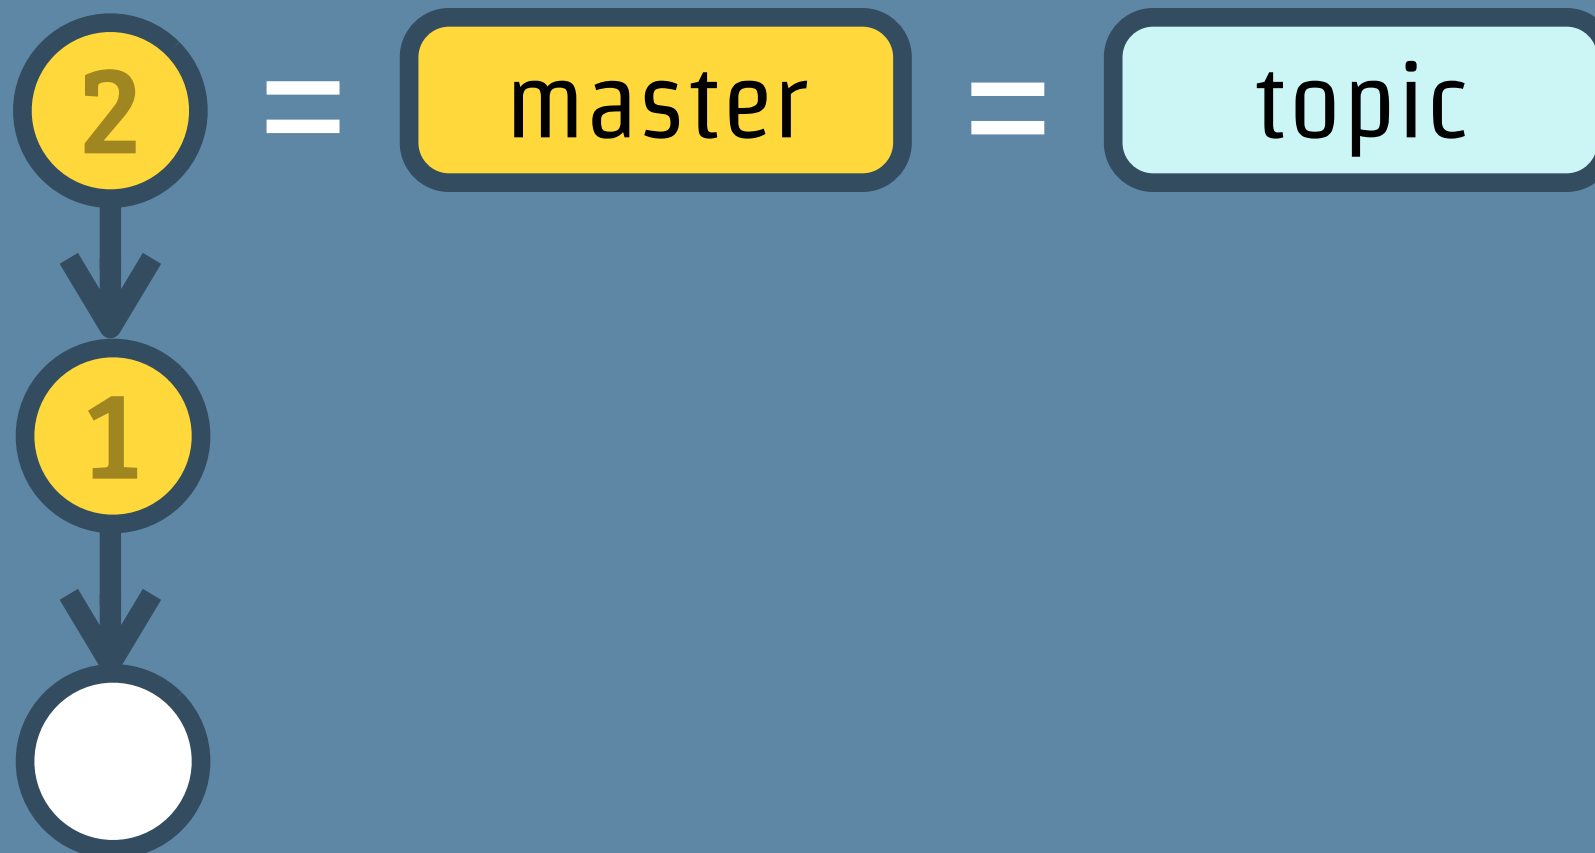 2 = master = topic
1